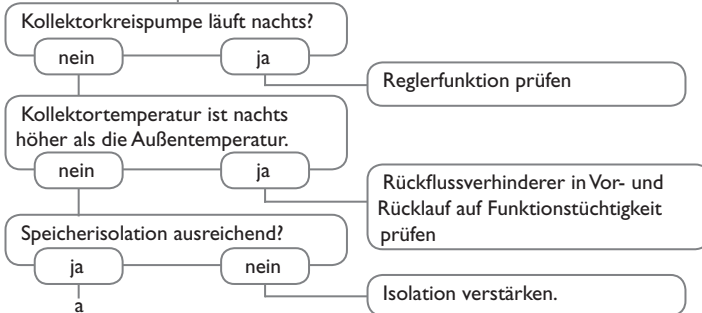 Kollektorkreispumpe läuft nachts?
nein
ja
Reglerfunktion prüfen
Kollektortemperatur ist nachts
höher als die Außentemperatur.
nein
ja
Rückflussverhinderer in Vor- und
Rücklauf auf Funktionstüchtigkeit
prüfen
Speicherisolation ausreichend?
ja
nein
Isolation verstärken.
a